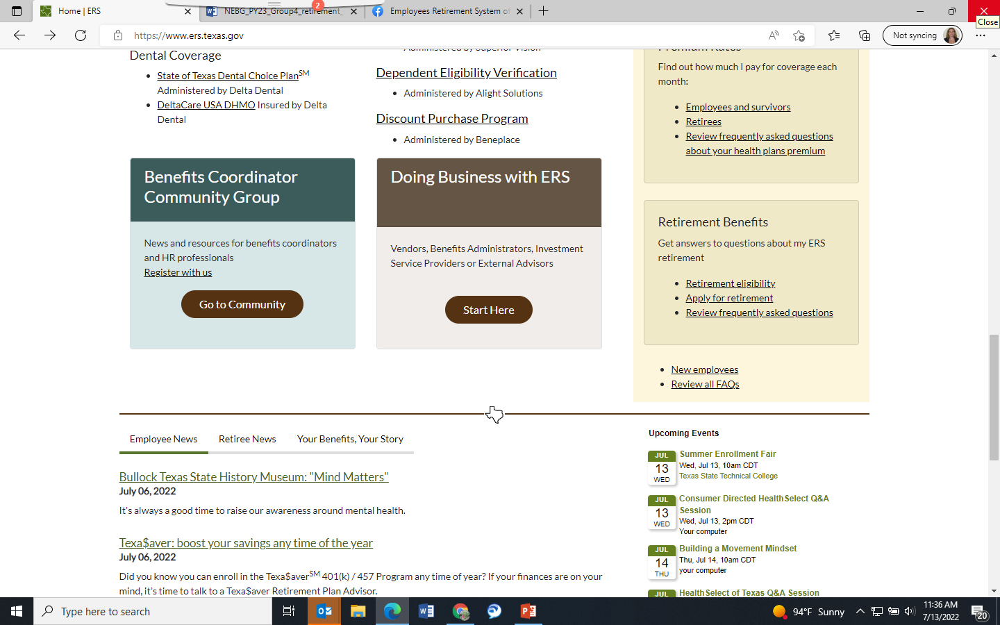 Home | ERS
2
NEBG_PY23_Group4_retirement_
Employees Retirement System of
Close
https://www.ers.texas.gov
Not syncing
Dental Coverage
State of Texas Dental Choice PlanSM
Administered by Delta Dental
DeltaCare USA DHMO Insured by Delta
Dental
Administered by Superior Vision
Dependent Eligibility Verification
Administered by Alight Solutions
Discount Purchase Program
Administered by Beneplace
Benefits Coordinator
Community Group
News and resources for benefits coordinators
and HR professionals
Register with us
Go to Community
Doing Business with ERS
Vendors, Benefits Administrators, Investment
Service Providers or External Advisors
Start Here
Premium Rates
Find out how much I pay for coverage each
month:
Employees and survivors
Retirees
Review frequently asked questions
about your health plans premium
Retirement Benefits
Get answers to questions about my ERS
retirement
Retirement eligibility
Apply for retirement
Review frequently asked questions
New employees
Review all FAQs
Employee News
Retiree News
Your Benefits, Your Story
Bullock Texas State History Museum: "Mind Matters"
July 06, 2022
It's always a good time to raise our awareness around mental health.
Texa$aver: boost your savings any time of the year
July 06, 2022
Did you know you can enroll in the Texa$averSM 401(k) / 457 Program any time of year? If your finances are on your
mind, it's time to talk to a Texa$aver Retirement Plan Advisor.
Upcoming Events
JUL
13
WED
Summer Enrollment Fair
Wed, Jul 13, 10am CDT
Texas State Technical College
JUL
13
WED
Consumer Directed HealthSelect Q&A
Session
Wed, Jul 13, 2pm CDT
Your computer
JUL
14
THU
Building a Movement Mindset
Thu, Jul 14, 10am CDT
your computer
JUL
HealthSelect of Texas Q&A Session
Type here to search
94°F Sunny
11:36 AM
7/13/2022
20